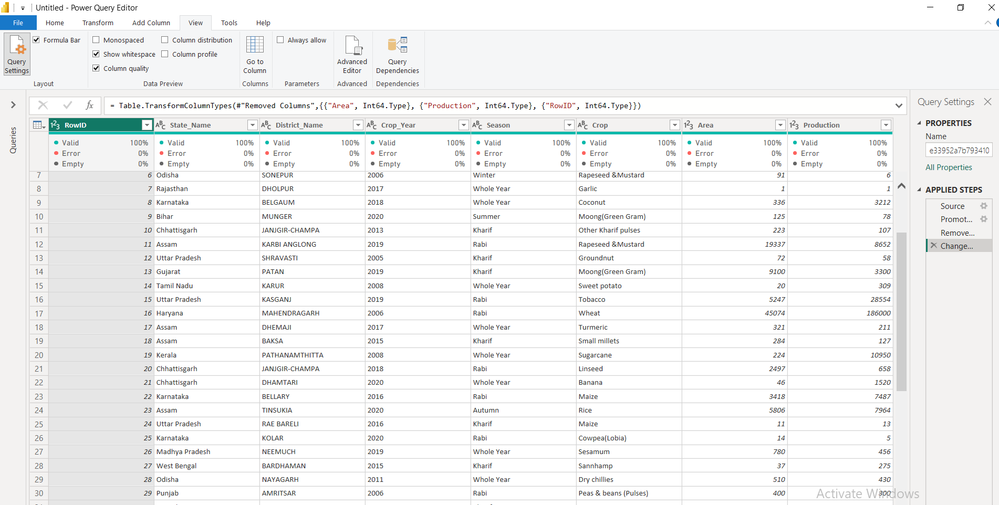 Untitled - Power Query Editor
File Home Transform Add Column View Tools Help
Query Settings
Formula Bar
Layout
Monospaced Column distribution
Show whitespace Column profile
Column quality
Data Preview
Go to Column
Columns
Always allow
Parameters
Advanced Editor
Advanced
Query Dependencies
Dependencies
Queries
fx = Table.TransformColumnTypes(#"Removed Columns",{{"Area", Int64.Type}, {"Production", Int64.Type}, {"RowID", Int64.Type}})
123 RowID ABC State_Name ABC District_Name ABC Crop_Year ABC Season ABC Crop 123 Area 123 Production
Valid 100% Valid 100% Valid 100% Valid 100% Valid 100% Valid 100% Valid 100% Valid 100%
Error 0% Error 0% Error 0% Error 0% Error 0% Error 0% Error 0% Error 0%
Empty 0% Empty 0% Empty 0% Empty 0% Empty 0% Empty 0% Empty 0% Empty 0%
7 6 Odisha SONEPUR 2006 Winter Rapeseed &Mustard 91 6
8 7 Rajasthan DHOLPUR 2017 Whole Year Garlic 1 1
9 8 Karnataka BELGAUM 2018 Whole Year Coconut 336 3212
10 9 Bihar MUNGER 2020 Summer Moong(Green Gram) 125 78
11 10 Chhattisgarh JANJGIR-CHAMPA 2013 Kharif Other Kharif pulses 223 107
12 11 Assam KARBI ANGLONG 2019 Rabi Rapeseed &Mustard 19337 8652
13 12 Uttar Pradesh SHRAVASTI 2005 Kharif Groundnut 72 58
14 13 Gujarat PATAN 2019 Kharif Moong(Green Gram) 9100 3300
15 14 Tamil Nadu KARUR 2008 Whole Year Sweet potato 20 309
16 15 Uttar Pradesh KASGANJ 2019 Rabi Tobacco 5247 28554
17 16 Haryana MAHENDRAGARH 2006 Rabi Wheat 45074 186000
18 17 Assam DHEMAJI 2017 Whole Year Turmeric 321 211
19 18 Assam BAKSA 2015 Kharif Small millets 284 127
20 19 Kerala PATHANAMTHITTA 2008 Whole Year Sugarcane 224 10950
21 20 Chhattisgarh JANJGIR-CHAMPA 2018 Rabi Linseed 2497 658
22 21 Chhattisgarh DHAMTARI 2020 Whole Year Banana 46 1520
23 22 Karnataka BELLARY 2016 Rabi Maize 3418 7487
24 23 Assam TINSUKIA 2020 Autumn Rice 5806 7964
25 24 Uttar Pradesh RAE BARELI 2016 Kharif Maize 11 13
26 25 Karnataka KOLAR 2020 Rabi Cowpea(Lobia) 14 5
27 26 Madhya Pradesh NEEMUCH 2019 Whole Year Sesamum 780 456
28 27 West Bengal BARDHAMAN 2015 Kharif Sannhamp 37 275
29 28 Odisha NAYAGARH 2011 Whole Year Dry chillies 510 430
30 29 Punjab AMRITSAR 2006 Rabi Peas & beans (Pulses) 400 300
Query Settings
PROPERTIES
Name
e33952a7b793410
All Properties
APPLIED STEPS
Source
Promot...
Remove...
Change...
Activate Windows